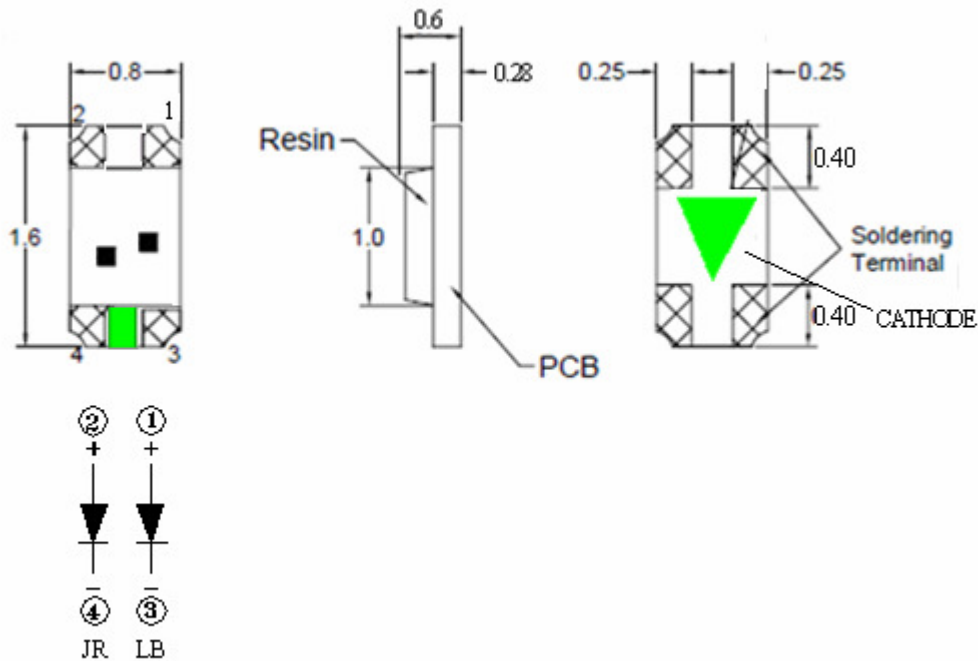 0.6
0.8
0.28
0.25
0.25
2
1
Resin
0.40
1.6
1.0
Soldering
Terminal
0.40
CATHODE
4
3
PCB
② ①
+ +
− −
④ ③
JR LB